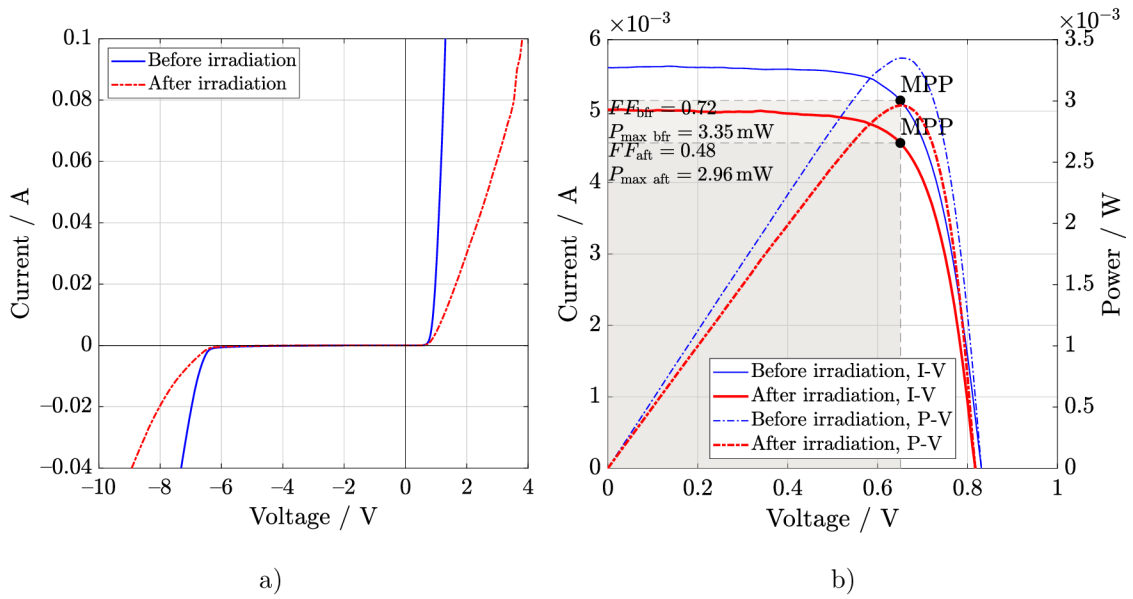 0.1
0.08
0.06
0.04
0.02
0
−0.02
−0.04
−10
−8
−6
−4
−2
0
2
4
Current / A
Voltage / V
Before irradiation
After irradiation
a)
×10⁻³
6
5
4
3
2
1
0
0
0.2
0.4
0.6
0.8
1
Current / A
Voltage / V
×10⁻³
3.5
3
2.5
2
1.5
1
0.5
0
Power / W
MPP
MPP
FF_bfr = 0.72
P_max bfr = 3.35 mW
FF_aft = 0.48
P_max aft = 2.96 mW
Before irradiation, I-V
After irradiation, I-V
Before irradiation, P-V
After irradiation, P-V
b)